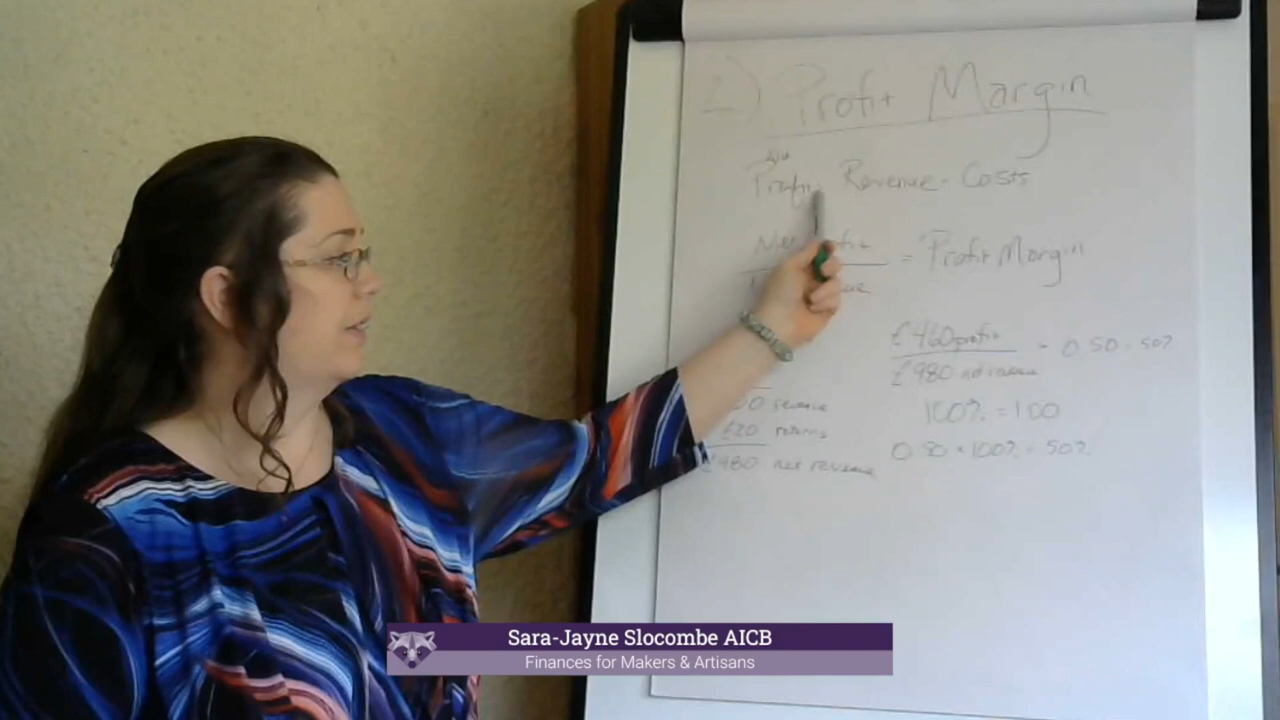 2) Profit Margin
Net
Profit Revenue - Costs
Net Profit = Profit Margin
£460 profit = 0.50 = 50%
£980 net revenue
00 revenue
£20 returns
£980 net revenue
100% = 1.00
0.50 × 100% = 50%
Sara-Jayne Slocombe AICB
Finances for Makers & Artisans